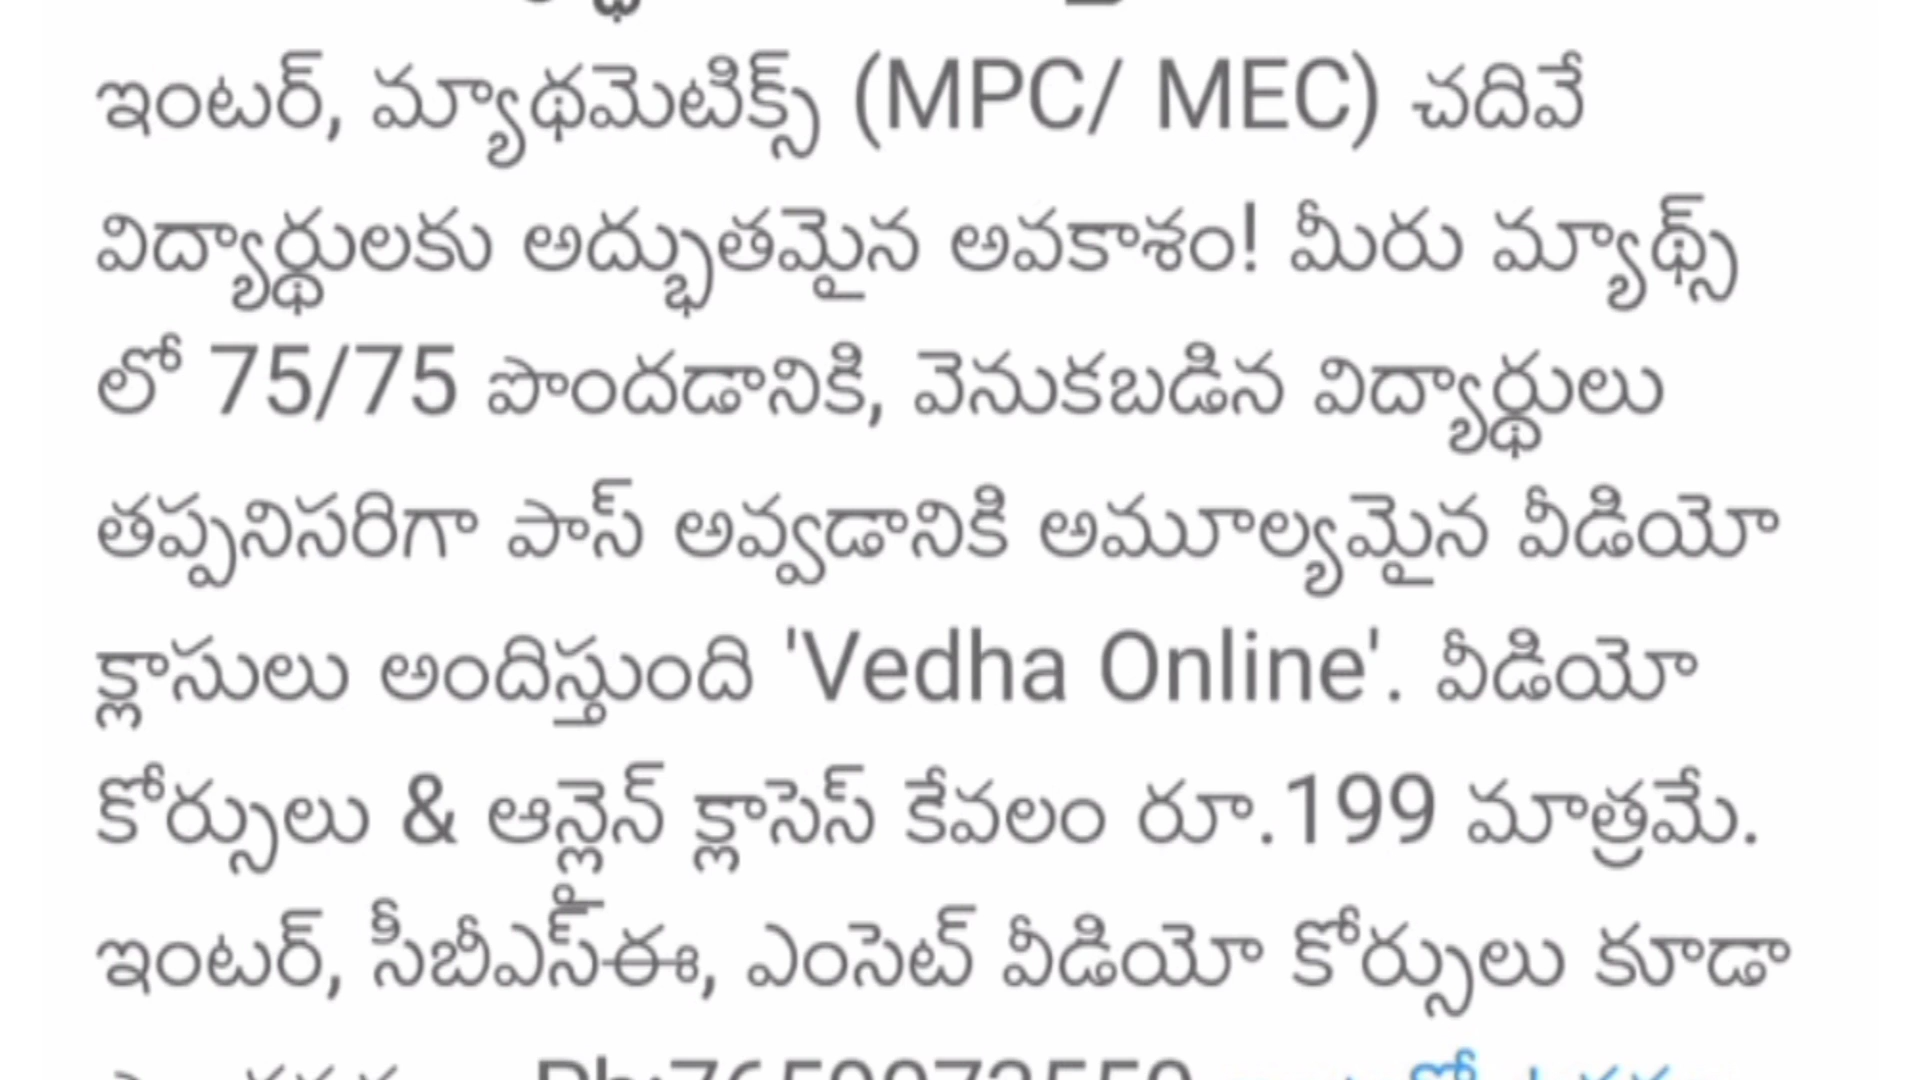 ఇంటర్, మ్యాథమెటిక్స్ (MPC/ MEC) చదివే
విద్యార్థులకు అద్భుతమైన అవకాశం! మీరు మ్యాథ్స్
లో 75/75 పొందడానికి, వెనుకబడిన విద్యార్థులు
తప్పనిసరిగా పాస్ అవ్వడానికి అమూల్యమైన వీడియో
క్లాసులు అందిస్తుంది 'Vedha Online'. వీడియో
కోర్సులు & ఆన్లైన్ క్లాసెస్ కేవలం రూ.199 మాత్రమే.
ఇంటర్, సీబీఎస్ఈ, ఎంసెట్ వీడియో కోర్సులు కూడా